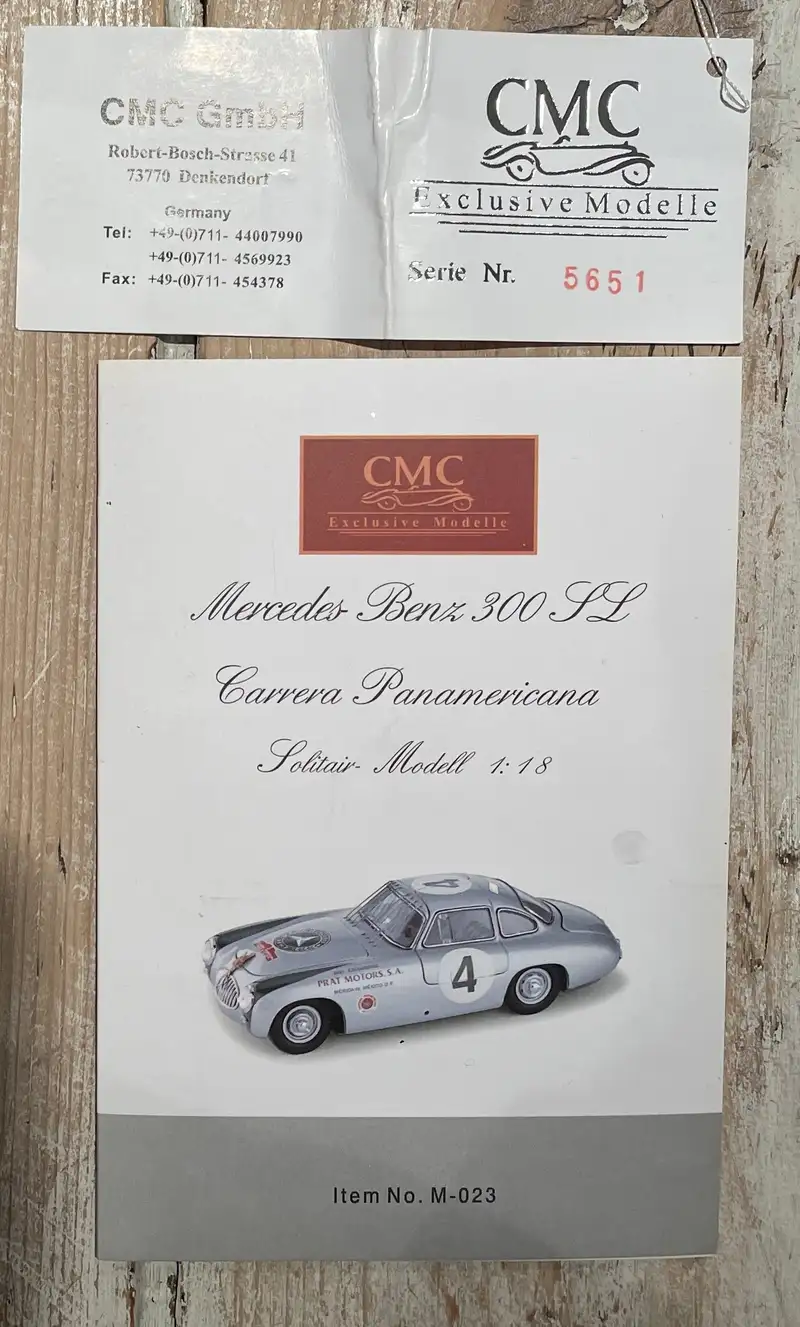 CMC GmbH
Robert-Bosch-Strasse 41
73770 Denkendorf
Germany
Tel: +49-(0)711- 44007990
+49-(0)711- 4569923
Fax: +49-(0)711- 454378
CMC
Exclusive Modelle
Serie Nr. 5651
CMC
Exclusive Modelle
Mercedes-Benz 300 SL
Carrera Panamericana
Solitair- Modell 1:18
4
PRAT MOTORS, S.A.
4
Item No. M-023